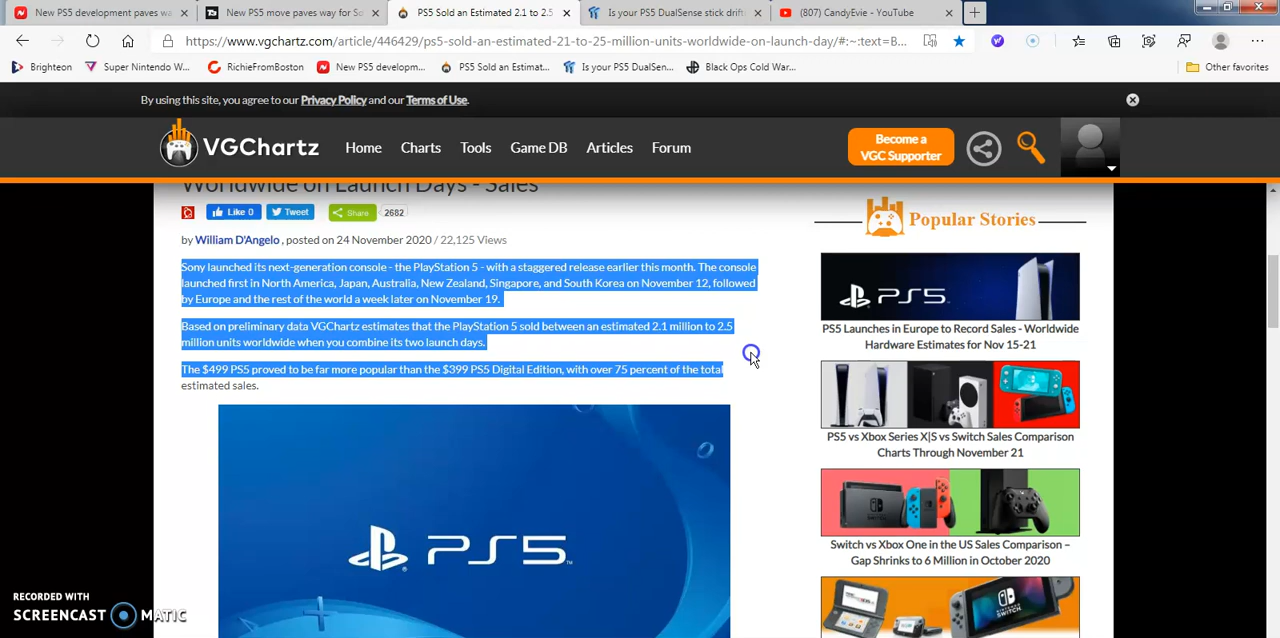 New PS5 development paves wa
New PS5 move paves way for So
PS5 Sold an Estimated 2.1 to 2.5
Is your PS5 DualSense stick drift
(807) CandyEvie - YouTube
https://www.vgchartz.com/article/446429/ps5-sold-an-estimated-21-to-25-million-units-worldwide-on-launch-day/#:~:text=B...
Brighteon
Super Nintendo W...
RichieFromBoston
New PS5 developm...
PS5 Sold an Estimat...
Is your PS5 DualSen...
Black Ops Cold War...
Other favorites
By using this site, you agree to our Privacy Policy and our Terms of Use.
VGChartz
Home
Charts
Tools
Game DB
Articles
Forum
Become a
VGC Supporter
Worldwide on Launch Days - Sales
Like 0
Tweet
Share
2682
by William D'Angelo , posted on 24 November 2020 / 22,125 Views
Sony launched its next-generation console - the PlayStation 5 - with a staggered release earlier this month. The console
launched first in North America, Japan, Australia, New Zealand, Singapore, and South Korea on November 12, followed
by Europe and the rest of the world a week later on November 19.
Based on preliminary data VGChartz estimates that the PlayStation 5 sold between an estimated 2.1 million to 2.5
million units worldwide when you combine its two launch days.
The $499 PS5 proved to be far more popular than the $399 PS5 Digital Edition, with over 75 percent of the total
estimated sales.
PS5
Popular Stories
PS5
PS5 Launches in Europe to Record Sales - Worldwide
Hardware Estimates for Nov 15-21
PS5 vs Xbox Series X|S vs Switch Sales Comparison
Charts Through November 21
Switch vs Xbox One in the US Sales Comparison –
Gap Shrinks to 6 Million in October 2020
RECORDED WITH
SCREENCAST MATIC